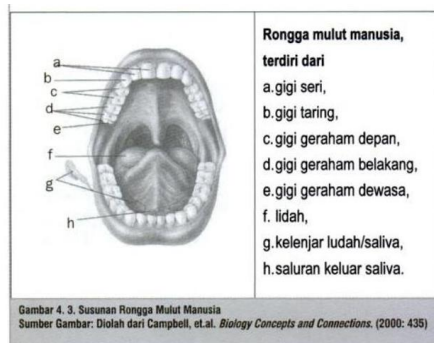 a
b
c
d
e
f
g
h
Rongga mulut manusia,
terdiri dari
a.gigi seri,
b.gigi taring,
c.gigi geraham depan,
d.gigi geraham belakang,
e.gigi geraham dewasa,
f. lidah,
g.kelenjar ludah/saliva,
h.saluran keluar saliva.
Gambar 4. 3. Susunan Rongga Mulut Manusia
Sumber Gambar: Diolah dari Campbell, et.al. Biology Concepts and Connections. (2000: 435)